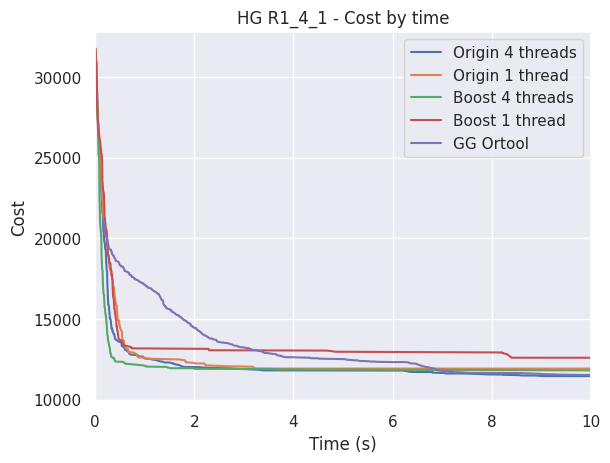 HG R1_4_1 - Cost by time
Origin 4 threads
Origin 1 thread
Boost 4 threads
Boost 1 thread
GG Ortool
Cost
30000
25000
20000
15000
10000
0 2 4 6 8 10
Time (s)